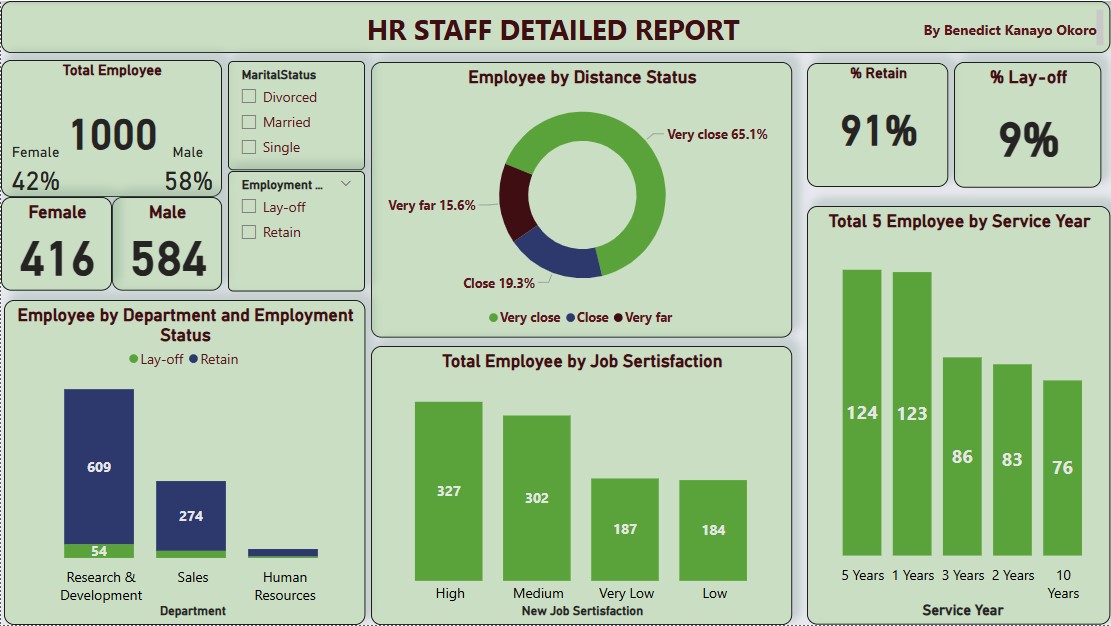 HR STAFF DETAILED REPORT
By Benedict Kanayo Okoro
Total Employee
1000
Female
42%
Male
58%
Female
416
Male
584
MaritalStatus
Divorced
Married
Single
Employment ...
Lay-off
Retain
Employee by Distance Status
Very close 65.1%
Very far 15.6%
Close 19.3%
Very close
Close
Very far
% Retain
91%
% Lay-off
9%
Employee by Department and Employment
Status
Lay-off
Retain
609
54
274
Research &
Development
Sales
Human
Resources
Department
Total Employee by Job Sertisfaction
327
302
187
184
High
Medium
Very Low
Low
New Job Sertisfaction
Total 5 Employee by Service Year
124
123
86
83
76
5 Years
1 Years
3 Years
2 Years
10
Years
Service Year